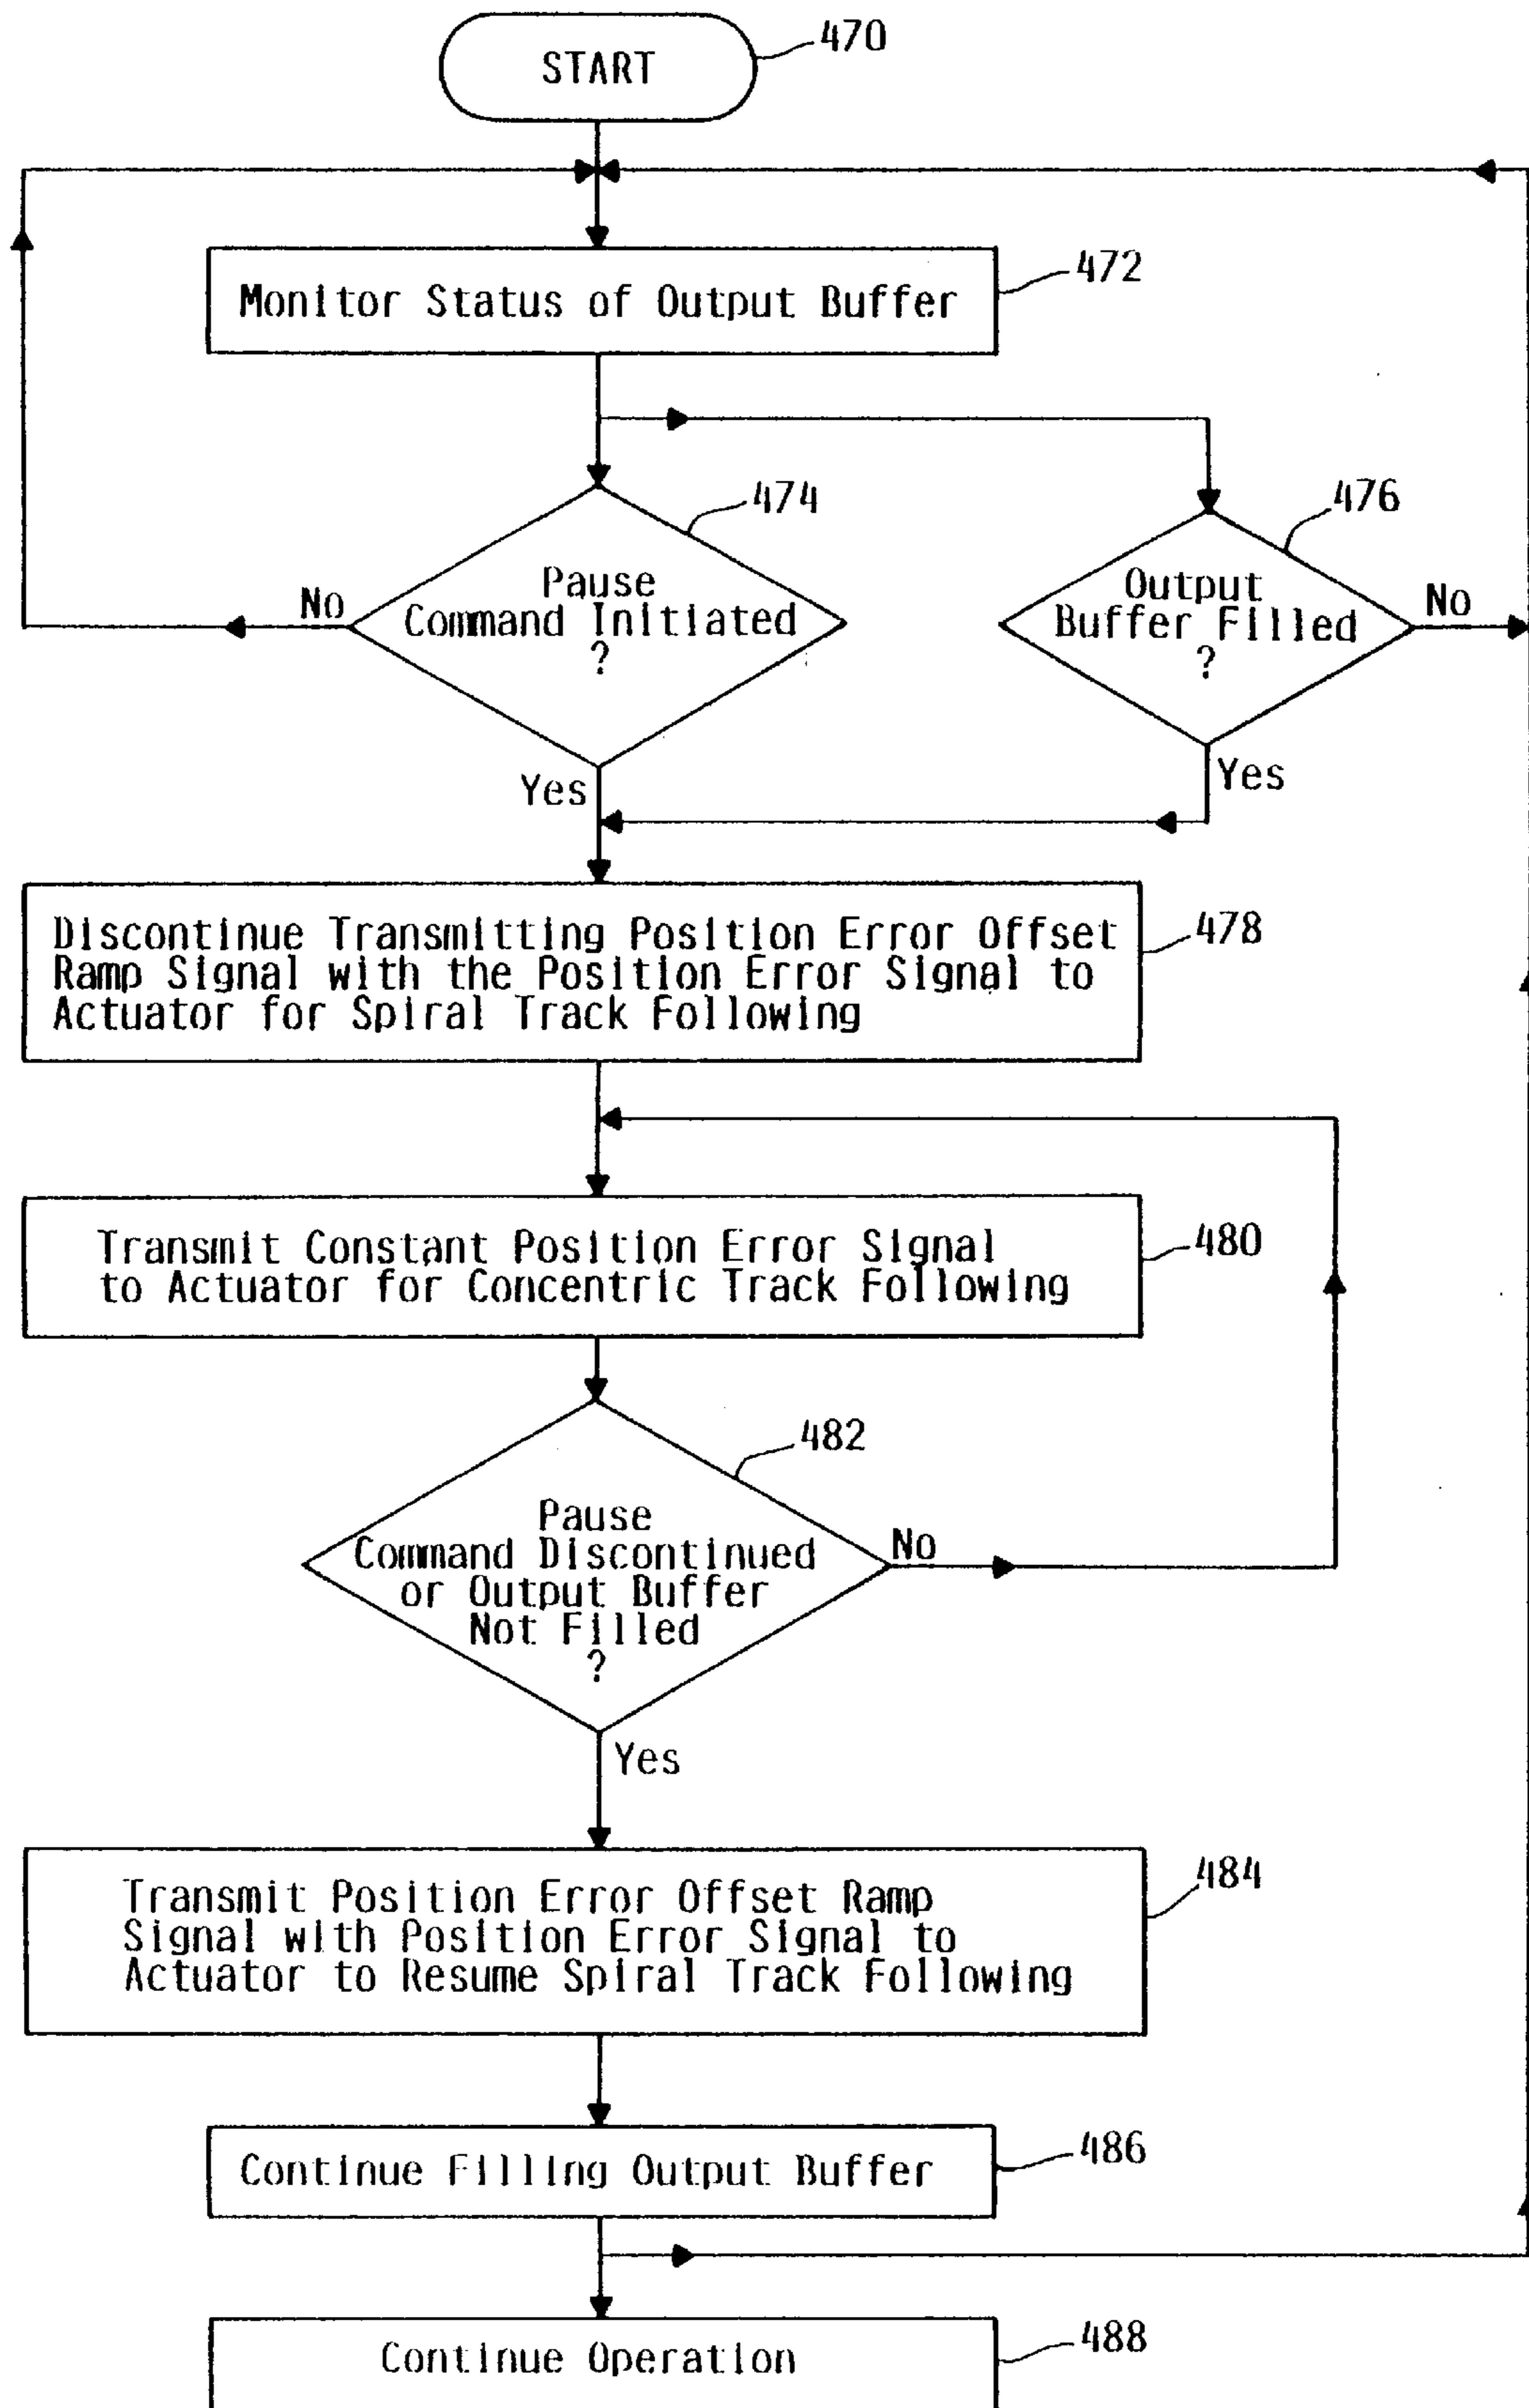 START
470
Monitor Status of Output Buffer
472
Pause
Command Initiated
?
474
No
Yes
Output
Buffer Filled
?
476
No
Yes
Discontinue Transmitting Position Error Offset
Ramp Signal with the Position Error Signal to
Actuator for Spiral Track Following
478
Transmit Constant Position Error Signal
to Actuator for Concentric Track Following
480
Pause
Command Discontinued
or Output Buffer
Not Filled
?
482
No
Yes
Transmit Position Error Offset Ramp
Signal with Position Error Signal to
Actuator to Resume Spiral Track Following
484
Continue Filling Output Buffer
486
Continue Operation
488